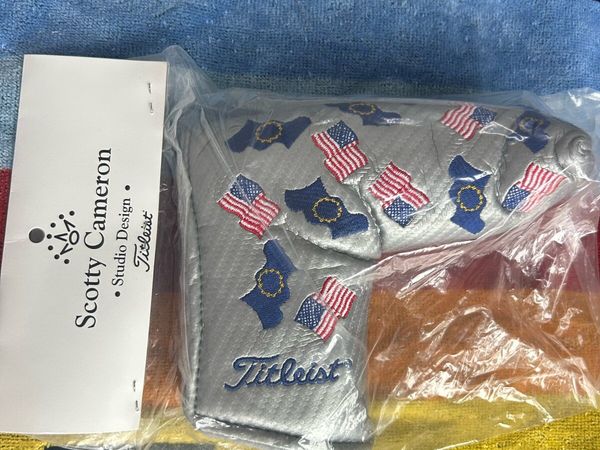 Scotty Cameron
• Studio Design •
Titleist
Titleist